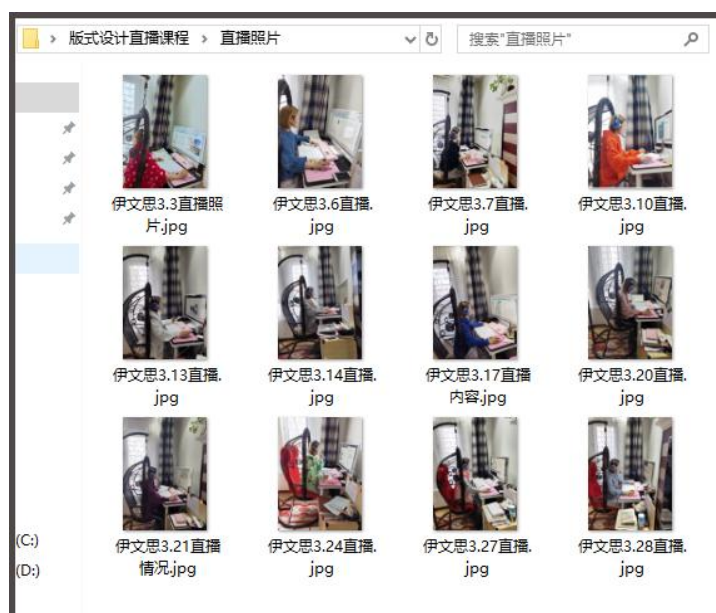 版式设计直播课程 › 直播照片
搜索"直播照片"
伊文思3.3直播照
片.jpg
伊文思3.6直播.
jpg
伊文思3.7直播.
jpg
伊文思3.10直播.
jpg
伊文思3.13直播.
jpg
伊文思3.14直播.
jpg
伊文思3.17直播
内容.jpg
伊文思3.20直播.
jpg
伊文思3.21直播
情况.jpg
伊文思3.24直播.
jpg
伊文思3.27直播.
jpg
伊文思3.28直播.
jpg
(C:)
(D:)